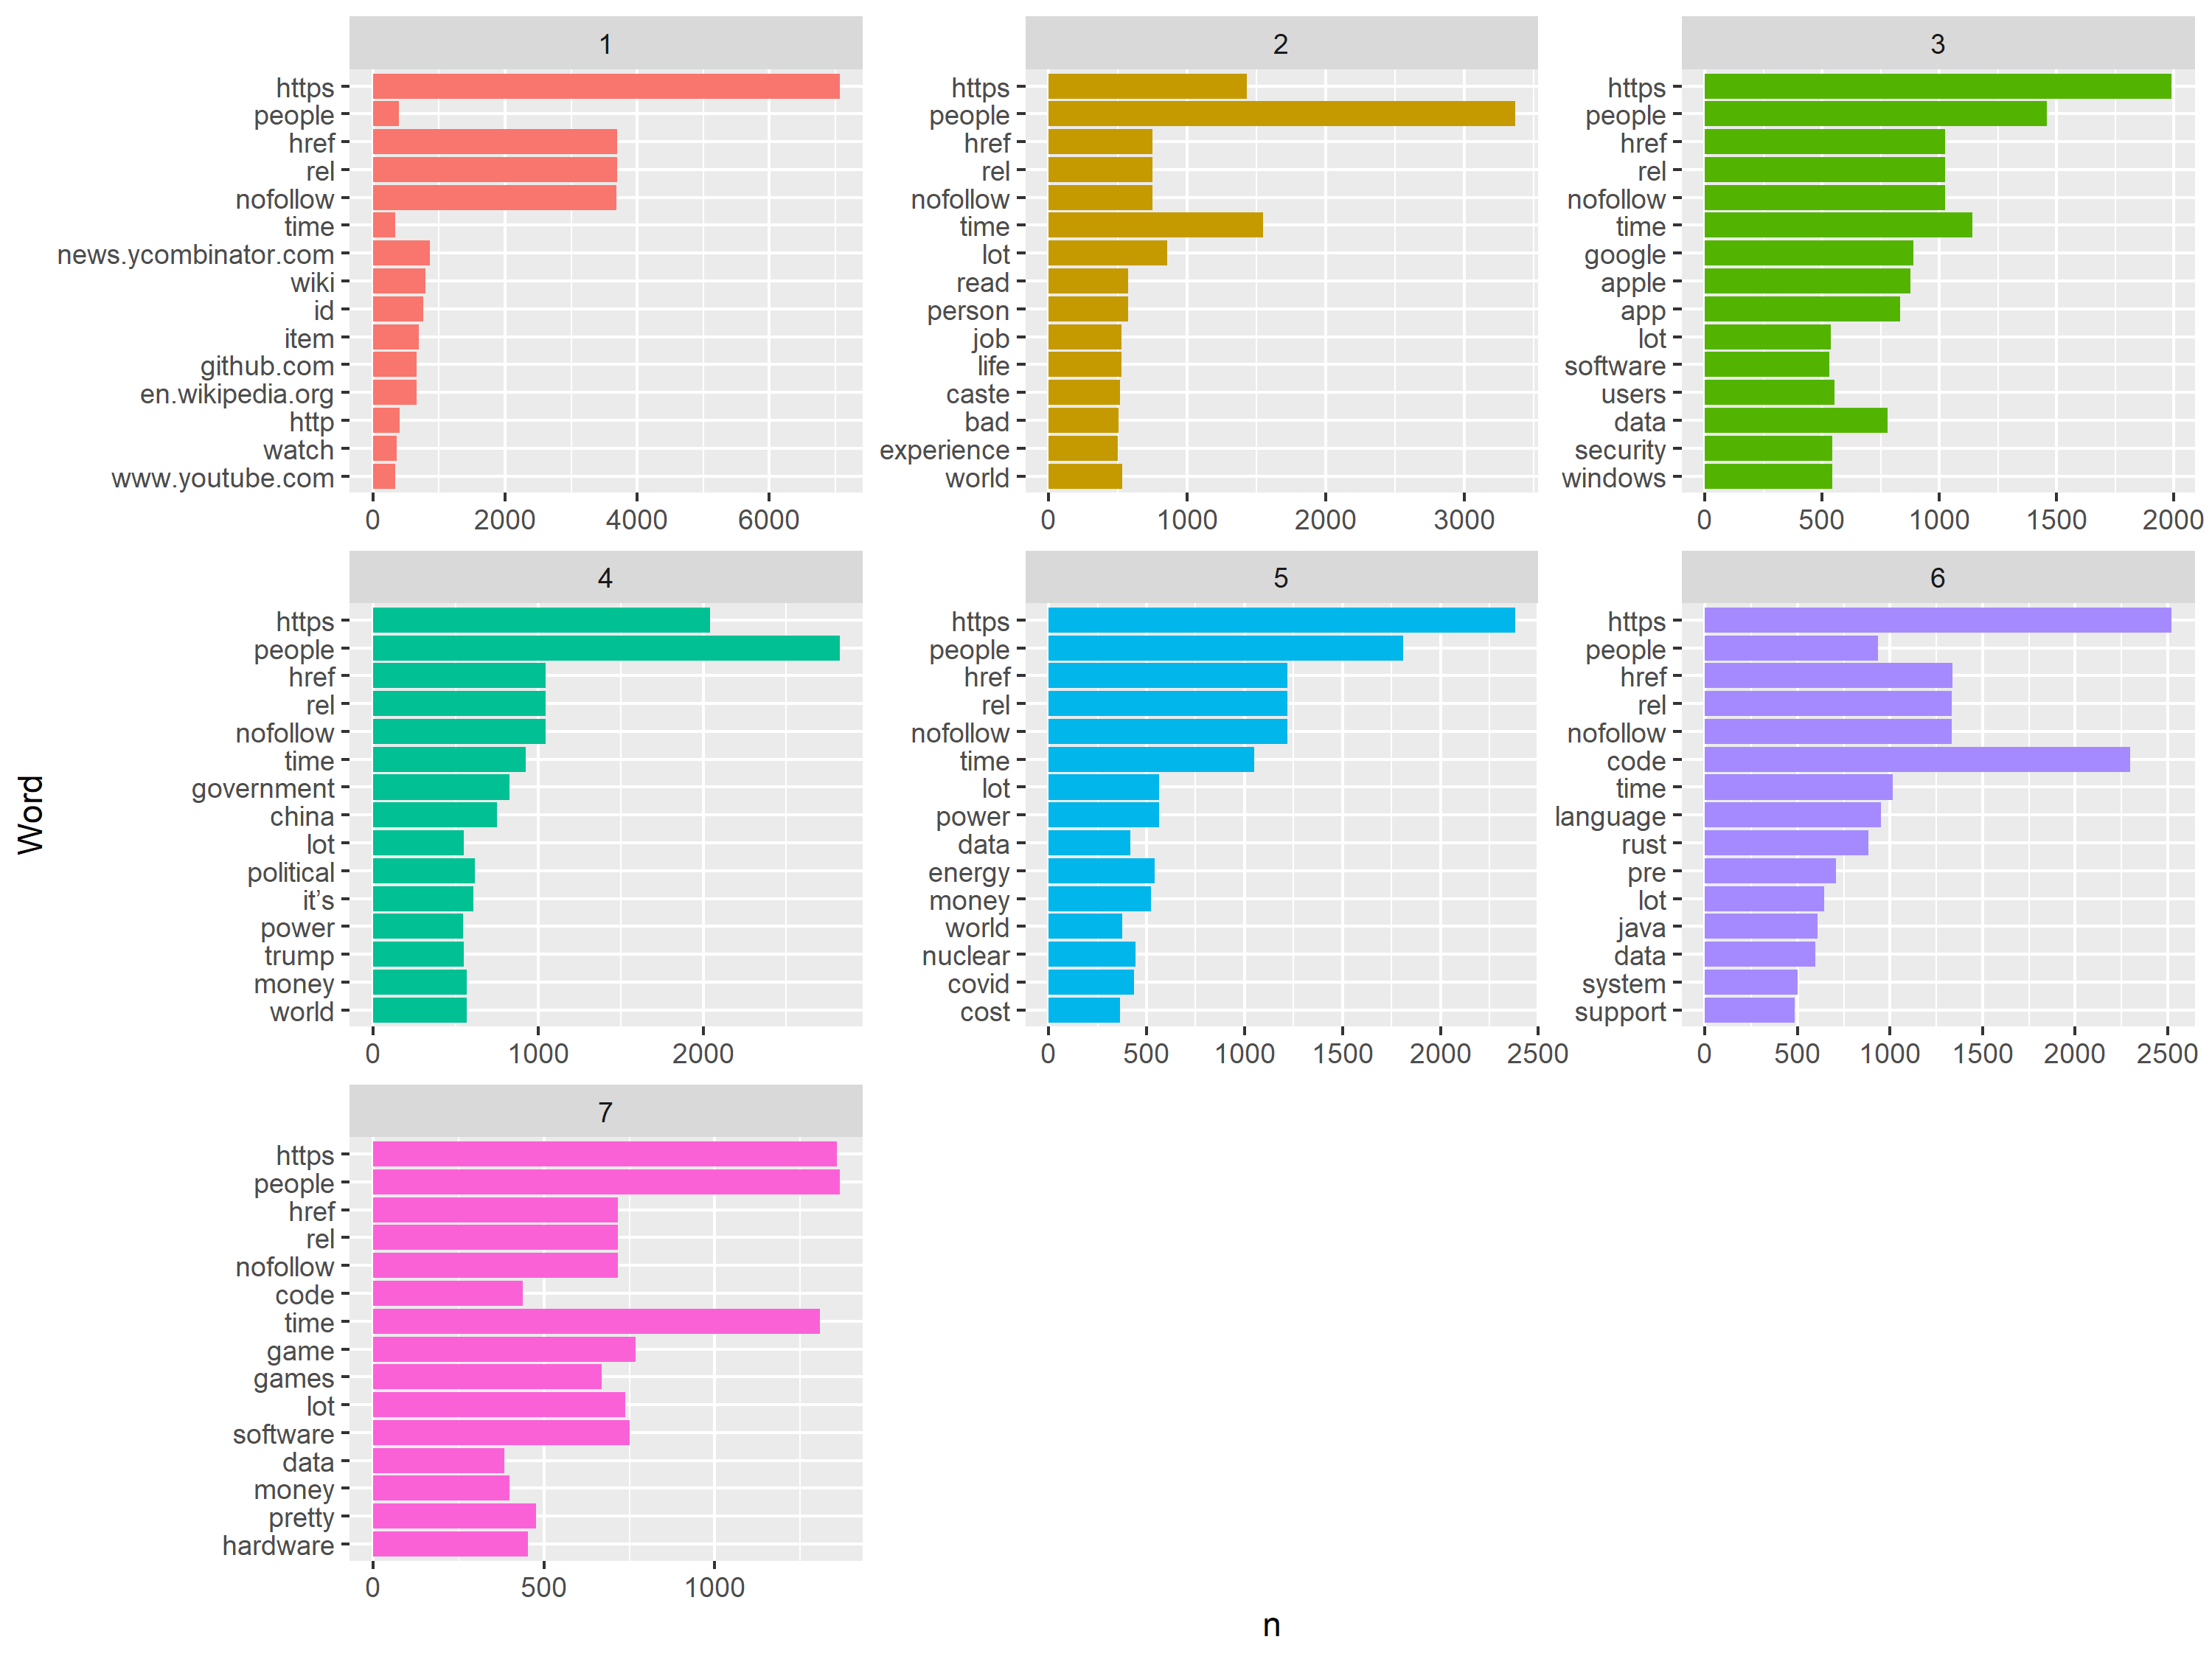 1
https
people
href
rel
nofollow
time
news.ycombinator.com
wiki
id
item
github.com
en.wikipedia.org
http
watch
www.youtube.com
0 2000 4000 6000
2
https
people
href
rel
nofollow
time
lot
read
person
job
life
caste
bad
experience
world
0 1000 2000 3000
3
https
people
href
rel
nofollow
time
google
apple
app
lot
software
users
data
security
windows
0 500 1000 1500 2000
Word
4
https
people
href
rel
nofollow
time
government
china
lot
political
it’s
power
trump
money
world
0 1000 2000
5
https
people
href
rel
nofollow
time
lot
power
data
energy
money
world
nuclear
covid
cost
0 500 1000 1500 2000 2500
6
https
people
href
rel
nofollow
code
time
language
rust
pre
lot
java
data
system
support
0 500 1000 1500 2000 2500
7
https
people
href
rel
nofollow
code
time
game
games
lot
software
data
money
pretty
hardware
0 500 1000
n